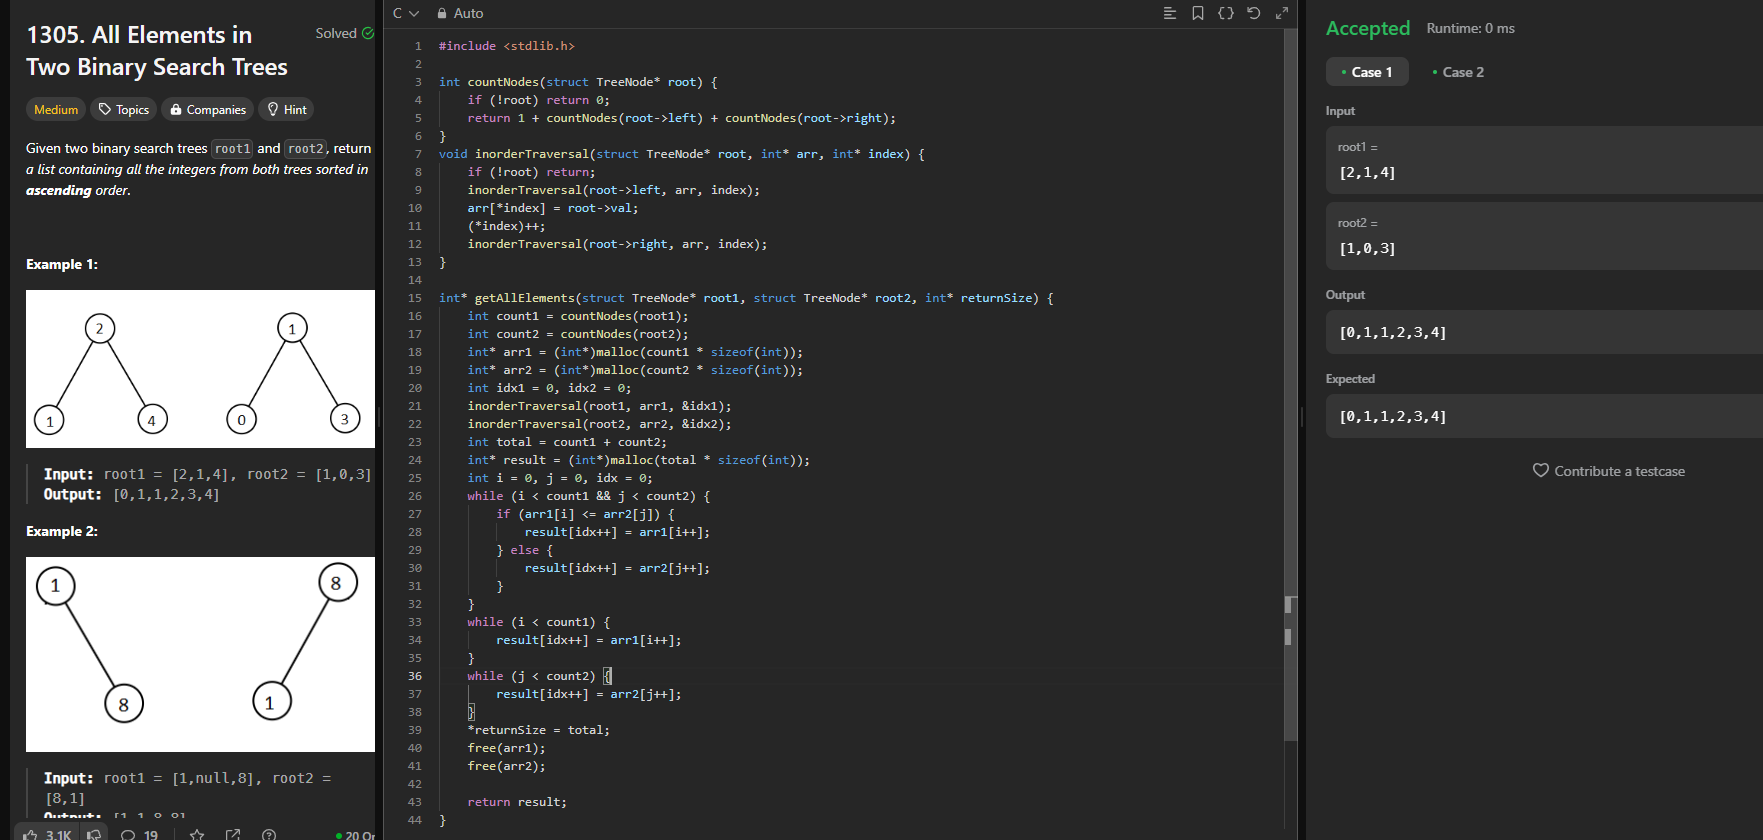 1305. All Elements in
Two Binary Search Trees
Solved
Medium
Topics
Companies
Hint
Given two binary search trees root1 and root2, return
a list containing all the integers from both trees sorted in
ascending order.
Example 1:
2
1
4
1
0
3
Input: root1 = [2,1,4], root2 = [1,0,3]
Output: [0,1,1,2,3,4]
Example 2:
1
8
8
1
Input: root1 = [1,null,8], root2 =
[8,1]
Output: [1,1,8,8]
3.1K
19
20
C
Auto
1 #include <stdlib.h>
2
3 int countNodes(struct TreeNode* root) {
4 if (!root) return 0;
5 return 1 + countNodes(root->left) + countNodes(root->right);
6 }
7 void inorderTraversal(struct TreeNode* root, int* arr, int* index) {
8 if (!root) return;
9 inorderTraversal(root->left, arr, index);
10 arr[*index] = root->val;
11 (*index)++;
12 inorderTraversal(root->right, arr, index);
13 }
14
15 int* getAllElements(struct TreeNode* root1, struct TreeNode* root2, int* returnSize) {
16 int count1 = countNodes(root1);
17 int count2 = countNodes(root2);
18 int* arr1 = (int*)malloc(count1 * sizeof(int));
19 int* arr2 = (int*)malloc(count2 * sizeof(int));
20 int idx1 = 0, idx2 = 0;
21 inorderTraversal(root1, arr1, &idx1);
22 inorderTraversal(root2, arr2, &idx2);
23 int total = count1 + count2;
24 int* result = (int*)malloc(total * sizeof(int));
25 int i = 0, j = 0, idx = 0;
26 while (i < count1 && j < count2) {
27 if (arr1[i] <= arr2[j]) {
28 result[idx++] = arr1[i++];
29 } else {
30 result[idx++] = arr2[j++];
31 }
32 }
33 while (i < count1) {
34 result[idx++] = arr1[i++];
35 }
36 while (j < count2) {
37 result[idx++] = arr2[j++];
38 }
39 *returnSize = total;
40 free(arr1);
41 free(arr2);
42
43 return result;
44 }
Accepted
Runtime: 0 ms
Case 1
Case 2
Input
root1 =
[2,1,4]
root2 =
[1,0,3]
Output
[0,1,1,2,3,4]
Expected
[0,1,1,2,3,4]
Contribute a testcase